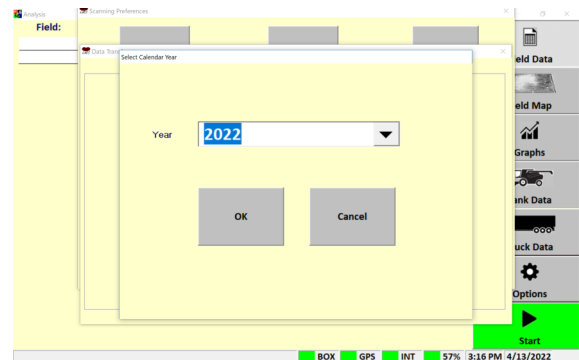 Analysis
Scanning Preferences
Field:
Data Tran
Select Calendar Year
eld Data
Year
2022
eld Map
Graphs
OK
Cancel
ank Data
uck Data
Options
Start
BOX GPS INT 57% 3:16 PM 4/13/2022